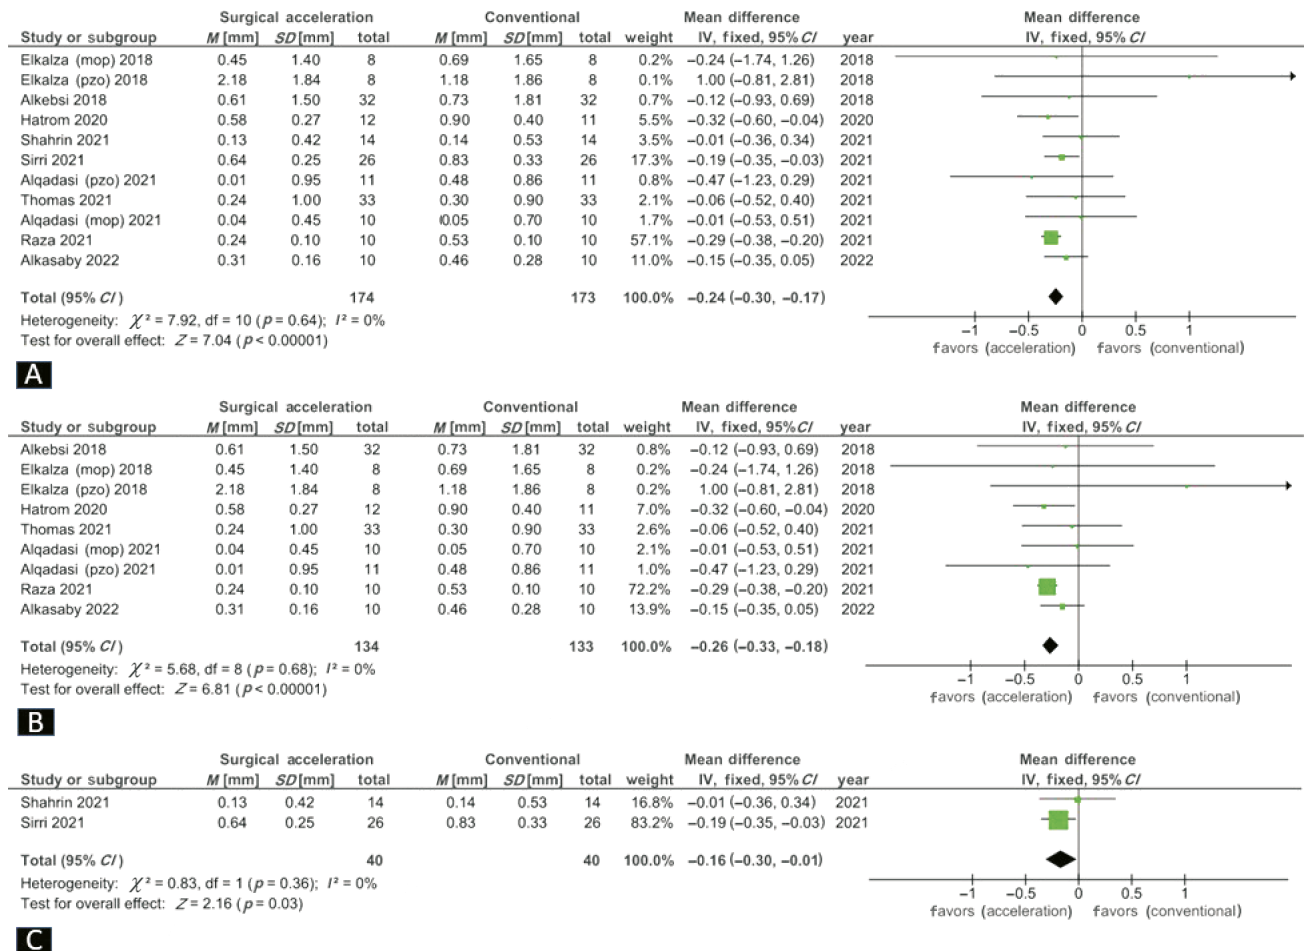 Surgical acceleration Conventional Mean difference Mean difference
Study or subgroup M [mm] SD [mm] total M [mm] SD [mm] total weight IV, fixed, 95% CI year IV, fixed, 95% CI
Elkalza (mop) 2018 0.45 1.40 8 0.69 1.65 8 0.2% −0.24 (−1.74, 1.26) 2018
Elkalza (pzo) 2018 2.18 1.84 8 1.18 1.86 8 0.1% 1.00 (−0.81, 2.81) 2018
Alkebsi 2018 0.61 1.50 32 0.73 1.81 32 0.7% −0.12 (−0.93, 0.69) 2018
Hatrom 2020 0.58 0.27 12 0.90 0.40 11 5.5% −0.32 (−0.60, −0.04) 2020
Shahrin 2021 0.13 0.42 14 0.14 0.53 14 3.5% −0.01 (−0.36, 0.34) 2021
Sirri 2021 0.64 0.25 26 0.83 0.33 26 17.3% −0.19 (−0.35, −0.03) 2021
Alqadasi (pzo) 2021 0.01 0.95 11 0.48 0.86 11 0.8% −0.47 (−1.23, 0.29) 2021
Thomas 2021 0.24 1.00 33 0.30 0.90 33 2.1% −0.06 (−0.52, 0.40) 2021
Alqadasi (mop) 2021 0.04 0.45 10 0.05 0.70 10 1.7% −0.01 (−0.53, 0.51) 2021
Raza 2021 0.24 0.10 10 0.53 0.10 10 57.1% −0.29 (−0.38, −0.20) 2021
Alkasaby 2022 0.31 0.16 10 0.46 0.28 10 11.0% −0.15 (−0.35, 0.05) 2022
Total (95% CI) 174 173 100.0% −0.24 (−0.30, −0.17)
Heterogeneity: χ² = 7.92, df = 10 (p = 0.64); I² = 0%
Test for overall effect: Z = 7.04 (p < 0.00001)
−1 −0.5 0 0.5 1
favors (acceleration) favors (conventional)
A
Surgical acceleration Conventional Mean difference Mean difference
Study or subgroup M [mm] SD [mm] total M [mm] SD [mm] total weight IV, fixed, 95% CI year IV, fixed, 95% CI
Alkebsi 2018 0.61 1.50 32 0.73 1.81 32 0.8% −0.12 (−0.93, 0.69) 2018
Elkalza (mop) 2018 0.45 1.40 8 0.69 1.65 8 0.2% −0.24 (−1.74, 1.26) 2018
Elkalza (pzo) 2018 2.18 1.84 8 1.18 1.86 8 0.2% 1.00 (−0.81, 2.81) 2018
Hatrom 2020 0.58 0.27 12 0.90 0.40 11 7.0% −0.32 (−0.60, −0.04) 2020
Thomas 2021 0.24 1.00 33 0.30 0.90 33 2.6% −0.06 (−0.52, 0.40) 2021
Alqadasi (mop) 2021 0.04 0.45 10 0.05 0.70 10 2.1% −0.01 (−0.53, 0.51) 2021
Alqadasi (pzo) 2021 0.01 0.95 11 0.48 0.86 11 1.0% −0.47 (−1.23, 0.29) 2021
Raza 2021 0.24 0.10 10 0.53 0.10 10 72.2% −0.29 (−0.38, −0.20) 2021
Alkasaby 2022 0.31 0.16 10 0.46 0.28 10 13.9% −0.15 (−0.35, 0.05) 2022
Total (95% CI) 134 133 100.0% −0.26 (−0.33, −0.18)
Heterogeneity: χ² = 5.68, df = 8 (p = 0.68); I² = 0%
Test for overall effect: Z = 6.81 (p < 0.00001)
−1 −0.5 0 0.5 1
favors (acceleration) favors (conventional)
B
Surgical acceleration Conventional Mean difference Mean difference
Study or subgroup M [mm] SD [mm] total M [mm] SD [mm] total weight IV, fixed, 95% CI year IV, fixed, 95% CI
Shahrin 2021 0.13 0.42 14 0.14 0.53 14 16.8% −0.01 (−0.36, 0.34) 2021
Sirri 2021 0.64 0.25 26 0.83 0.33 26 83.2% −0.19 (−0.35, −0.03) 2021
Total (95% CI) 40 40 100.0% −0.16 (−0.30, −0.01)
Heterogeneity: χ² = 0.83, df = 1 (p = 0.36); I² = 0%
Test for overall effect: Z = 2.16 (p = 0.03)
−1 −0.5 0 0.5 1
favors (acceleration) favors (conventional)
C